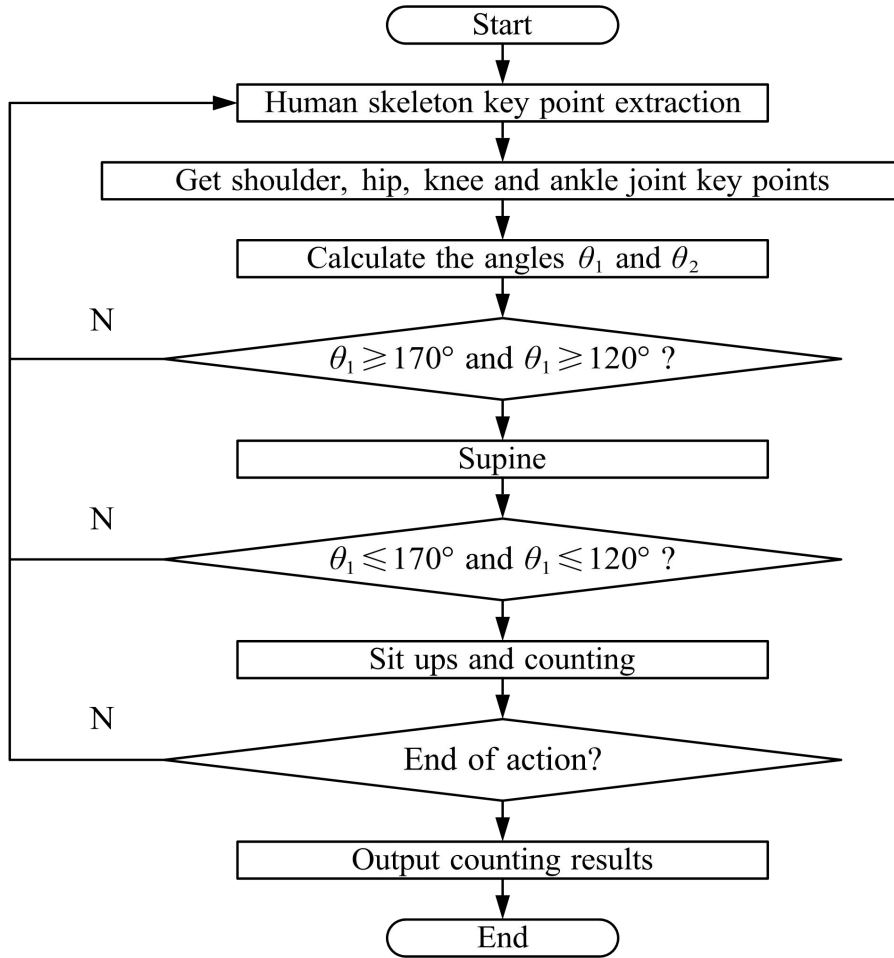 Start
Human skeleton key point extraction
Get shoulder, hip, knee and ankle joint key points
Calculate the angles θ₁ and θ₂
N
θ₁⩾170° and θ₁⩾120° ?
Supine
N
θ₁⩽170° and θ₁⩽120° ?
Sit ups and counting
N
End of action?
Output counting results
End